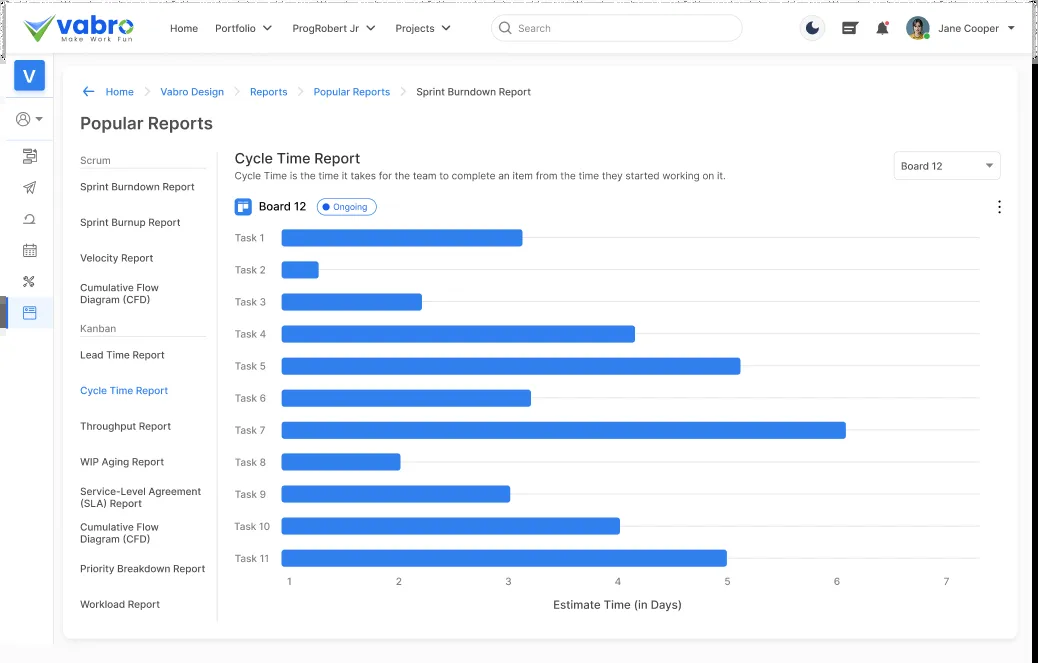 vabro
Make Work Fun
Home
Portfolio
ProgRobert Jr
Projects
Search
Jane Cooper
V
Home
Vabro Design
Reports
Popular Reports
Sprint Burndown Report
Popular Reports
Scrum
Sprint Burndown Report
Sprint Burnup Report
Velocity Report
Cumulative Flow
Diagram (CFD)
Kanban
Lead Time Report
Cycle Time Report
Throughput Report
WIP Aging Report
Service-Level Agreement
(SLA) Report
Cumulative Flow
Diagram (CFD)
Priority Breakdown Report
Workload Report
Cycle Time Report
Cycle Time is the time it takes for the team to complete an item from the time they started working on it.
Board 12
Board 12
Ongoing
Task 1
Task 2
Task 3
Task 4
Task 5
Task 6
Task 7
Task 8
Task 9
Task 10
Task 11
1 2 3 4 5 6 7
Estimate Time (in Days)